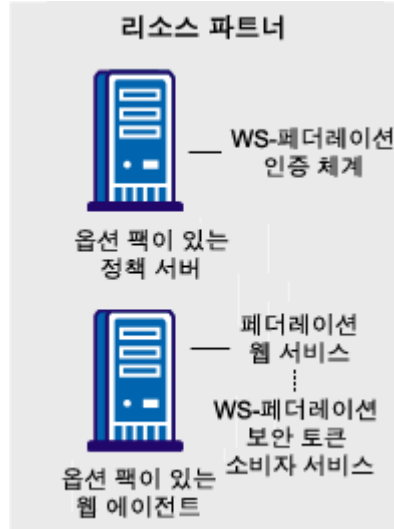 리소스 파트너
WS-페더레이션
인증 체계
옵션 팩이 있는
정책 서버
페더레이션
웹 서비스
WS-페더레이션
보안 토큰
소비자 서비스
옵션 팩이 있는
웹 에이전트